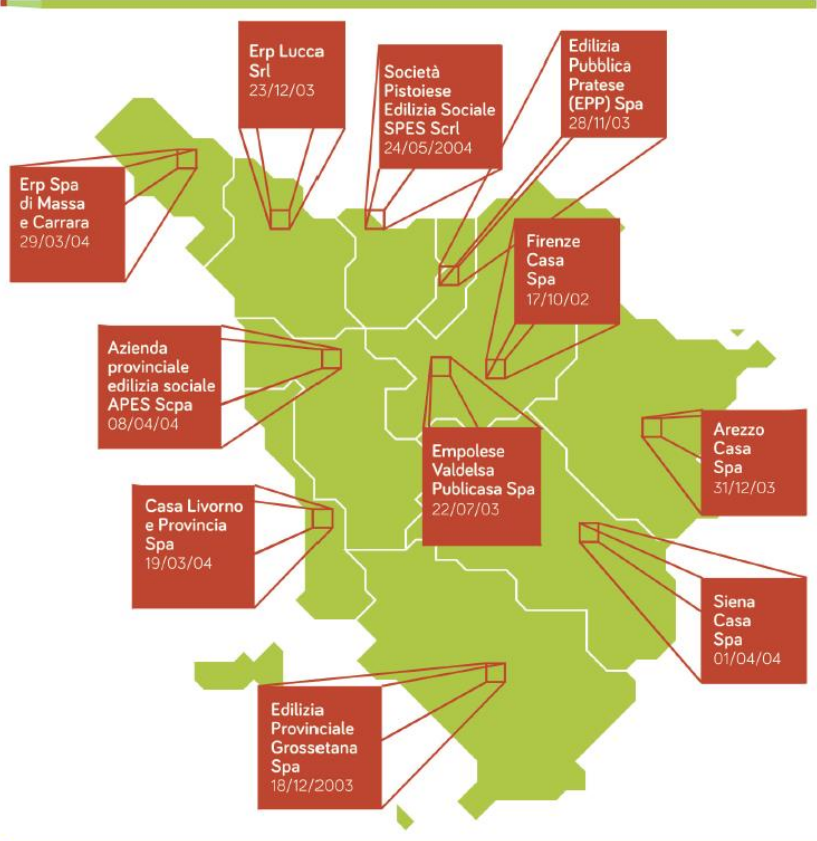 Erp Lucca
Srl
23/12/03
Società
Pistoiese
Edilizia Sociale
SPES Scrl
24/05/2004
Edilizia
Pubblica
Pratese
(EPP) Spa
28/11/03
Erp Spa
di Massa
e Carrara
29/03/04
Firenze
Casa
Spa
17/10/02
Azienda
provinciale
edilizia sociale
APES Scpa
08/04/04
Empolese
Valdelsa
Publicasa Spa
22/07/03
Arezzo
Casa
Spa
31/12/03
Casa Livorno
e Provincia
Spa
19/03/04
Siena
Casa
Spa
01/04/04
Edilizia
Provinciale
Grossetana
Spa
18/12/2003